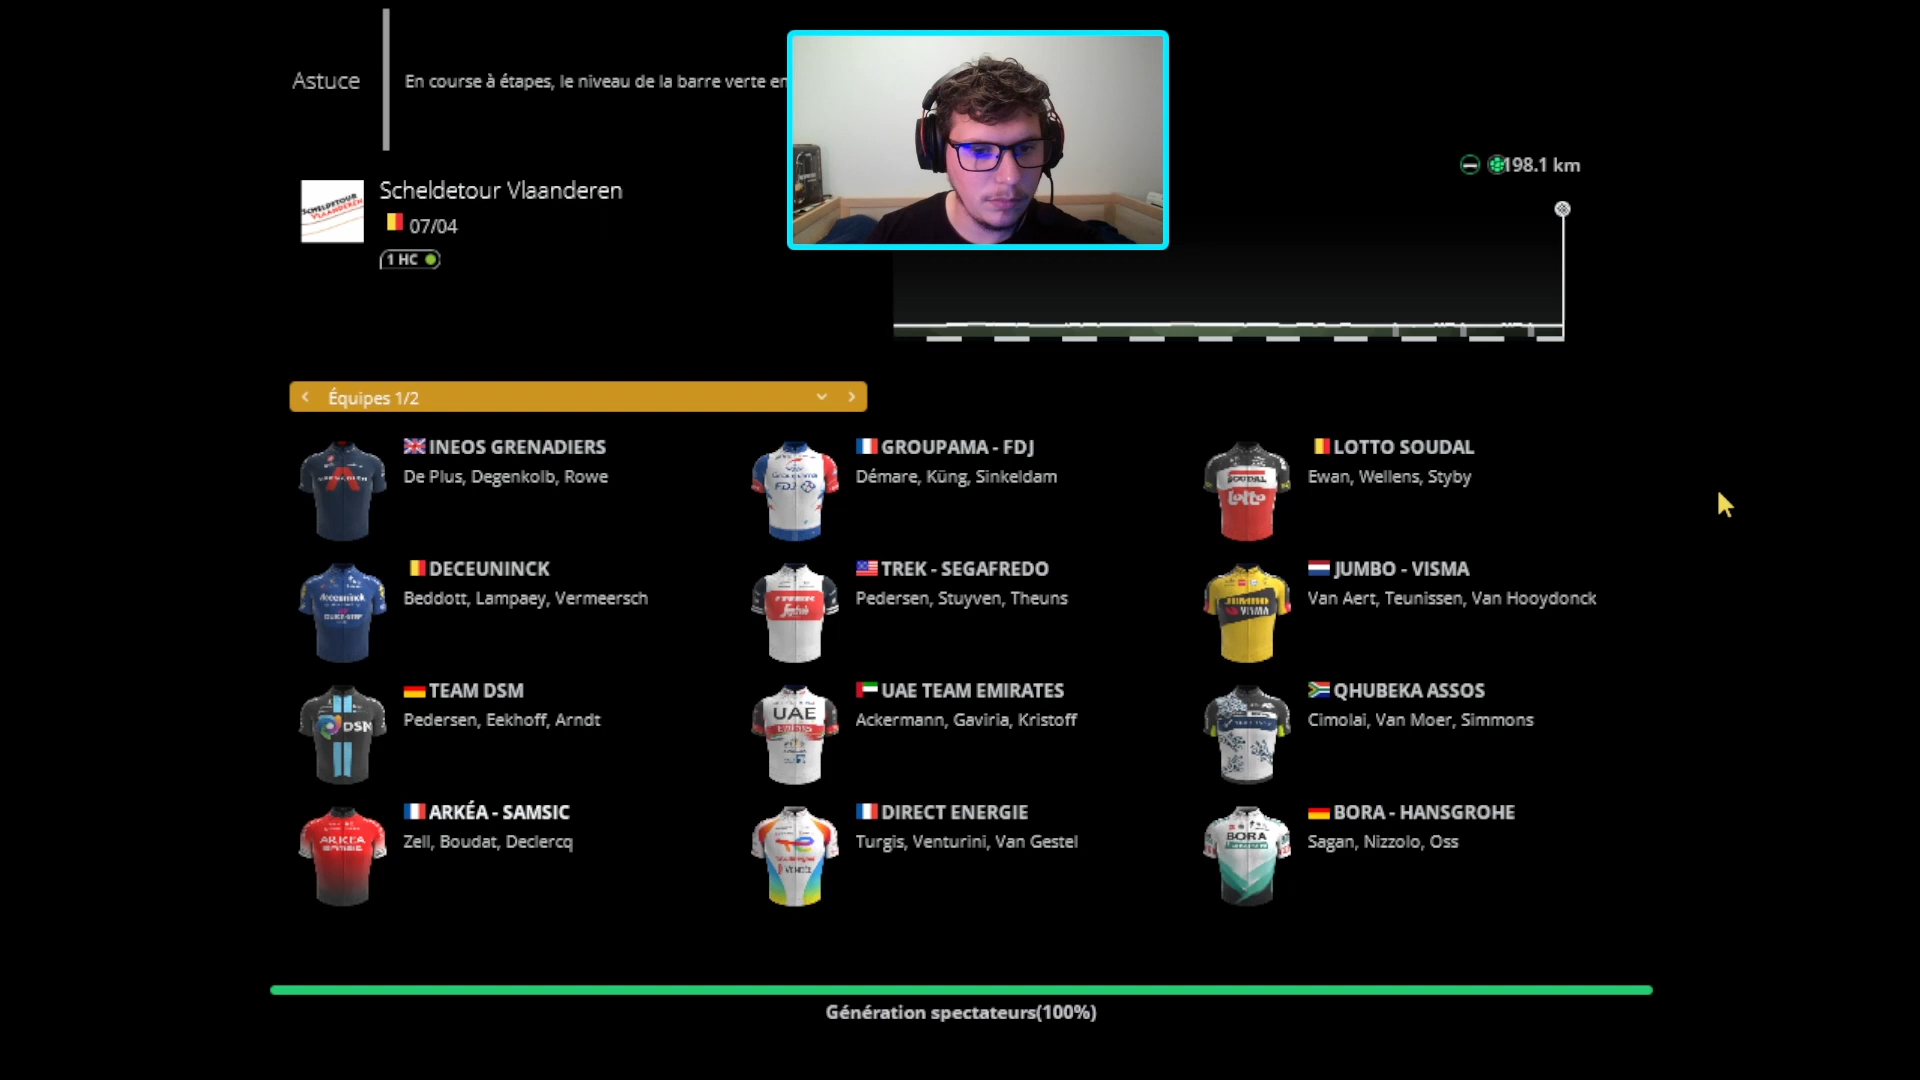 Astuce
En course à étapes, le niveau de la barre verte en
198.1 km
SCHELDETOUR
VLAANDEREN
Scheldetour Vlaanderen
07/04
1 HC
Équipes 1/2
INEOS GRENADIERS
De Plus, Degenkolb, Rowe
GROUPAMA - FDJ
Démare, Küng, Sinkeldam
LOTTO SOUDAL
Ewan, Wellens, Styby
DECEUNINCK
Beddott, Lampaey, Vermeersch
TREK - SEGAFREDO
Pedersen, Stuyven, Theuns
JUMBO - VISMA
Van Aert, Teunissen, Van Hooydonck
TEAM DSM
Pedersen, Eekhoff, Arndt
UAE TEAM EMIRATES
Ackermann, Gaviria, Kristoff
QHUBEKA ASSOS
Cimolai, Van Moer, Simmons
ARKÉA - SAMSIC
Zell, Boudat, Declercq
DIRECT ENERGIE
Turgis, Venturini, Van Gestel
BORA - HANSGROHE
Sagan, Nizzolo, Oss
Génération spectateurs(100%)